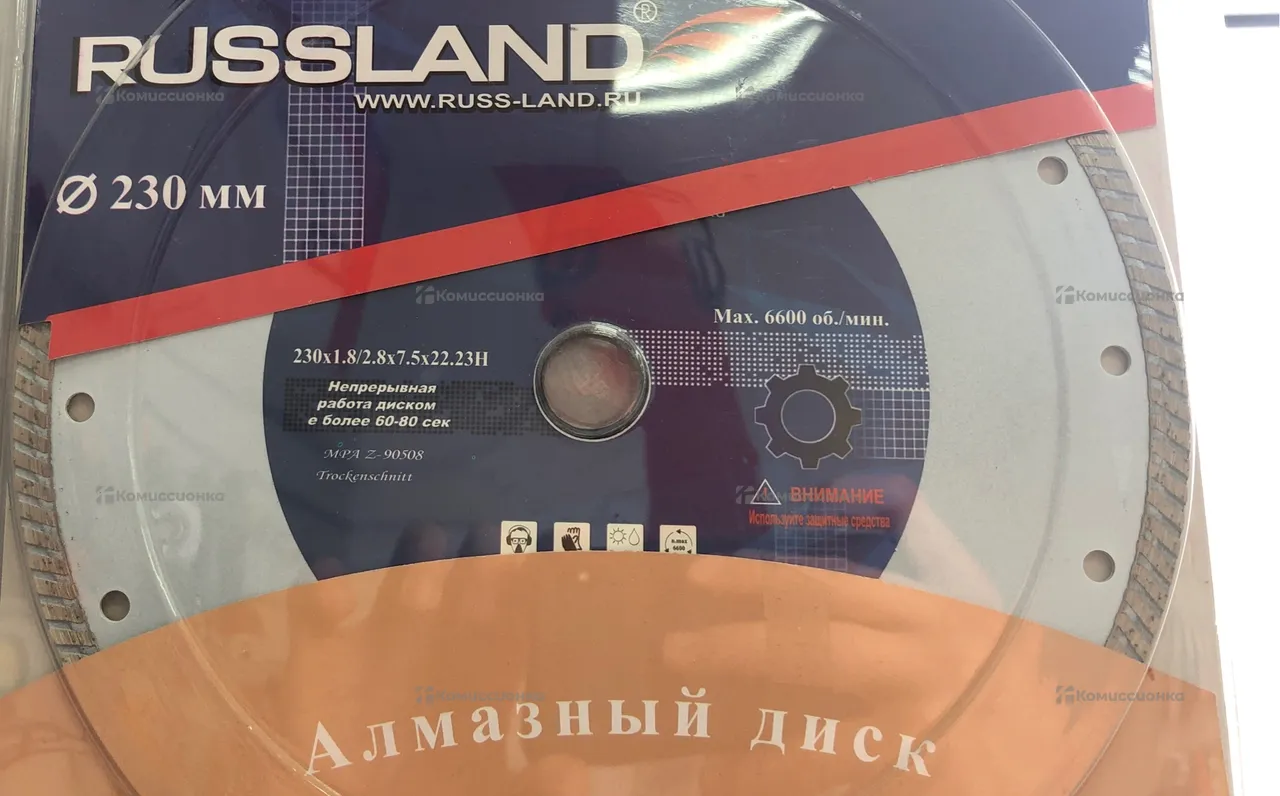 RUSSLAND®
WWW.RUSS-LAND.RU
Ø 230 мм
Max. 6600 об./мин.
230x1.8/2.8x7.5x22.23H
Непрерывная
работа диском
е более 60-80 сек
MPA Z-90508
Trockenschnitt
ВНИМАНИЕ
Используйте защитные средства
n.max
6600
Алмазный диск
Комиссионка
Комиссионка
Комиссионка
Комиссионка
Комиссионка
Комиссионка
Комиссионка